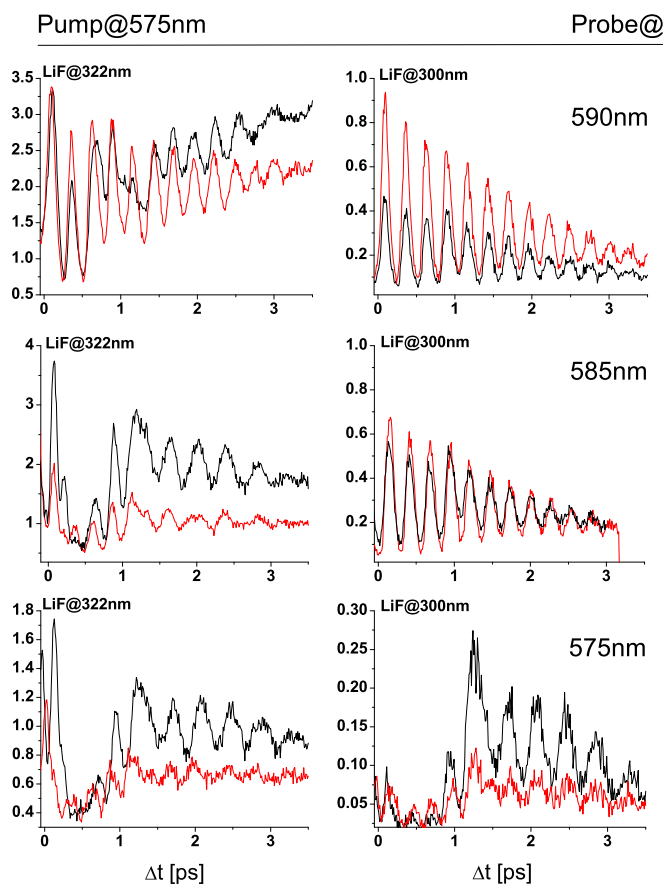 Pump@575nm Probe@
LiF@322nm LiF@300nm
3.5 1.0
590nm
3.0 0.8
2.5
0.6
2.0
0.4
1.5
1.0 0.2
0.5
0 1 2 3 0 1 2 3
LiF@322nm LiF@300nm
4 1.0
585nm
0.8
3
0.6
2
0.4
1 0.2
0 1 2 3 0 1 2 3
LiF@322nm LiF@300nm
1.8 0.30
1.6 575nm
0.25
1.4
0.20
1.2
1.0 0.15
0.8 0.10
0.6
0.05
0.4
0 1 2 3 0 1 2 3
Δt [ps] Δt [ps]